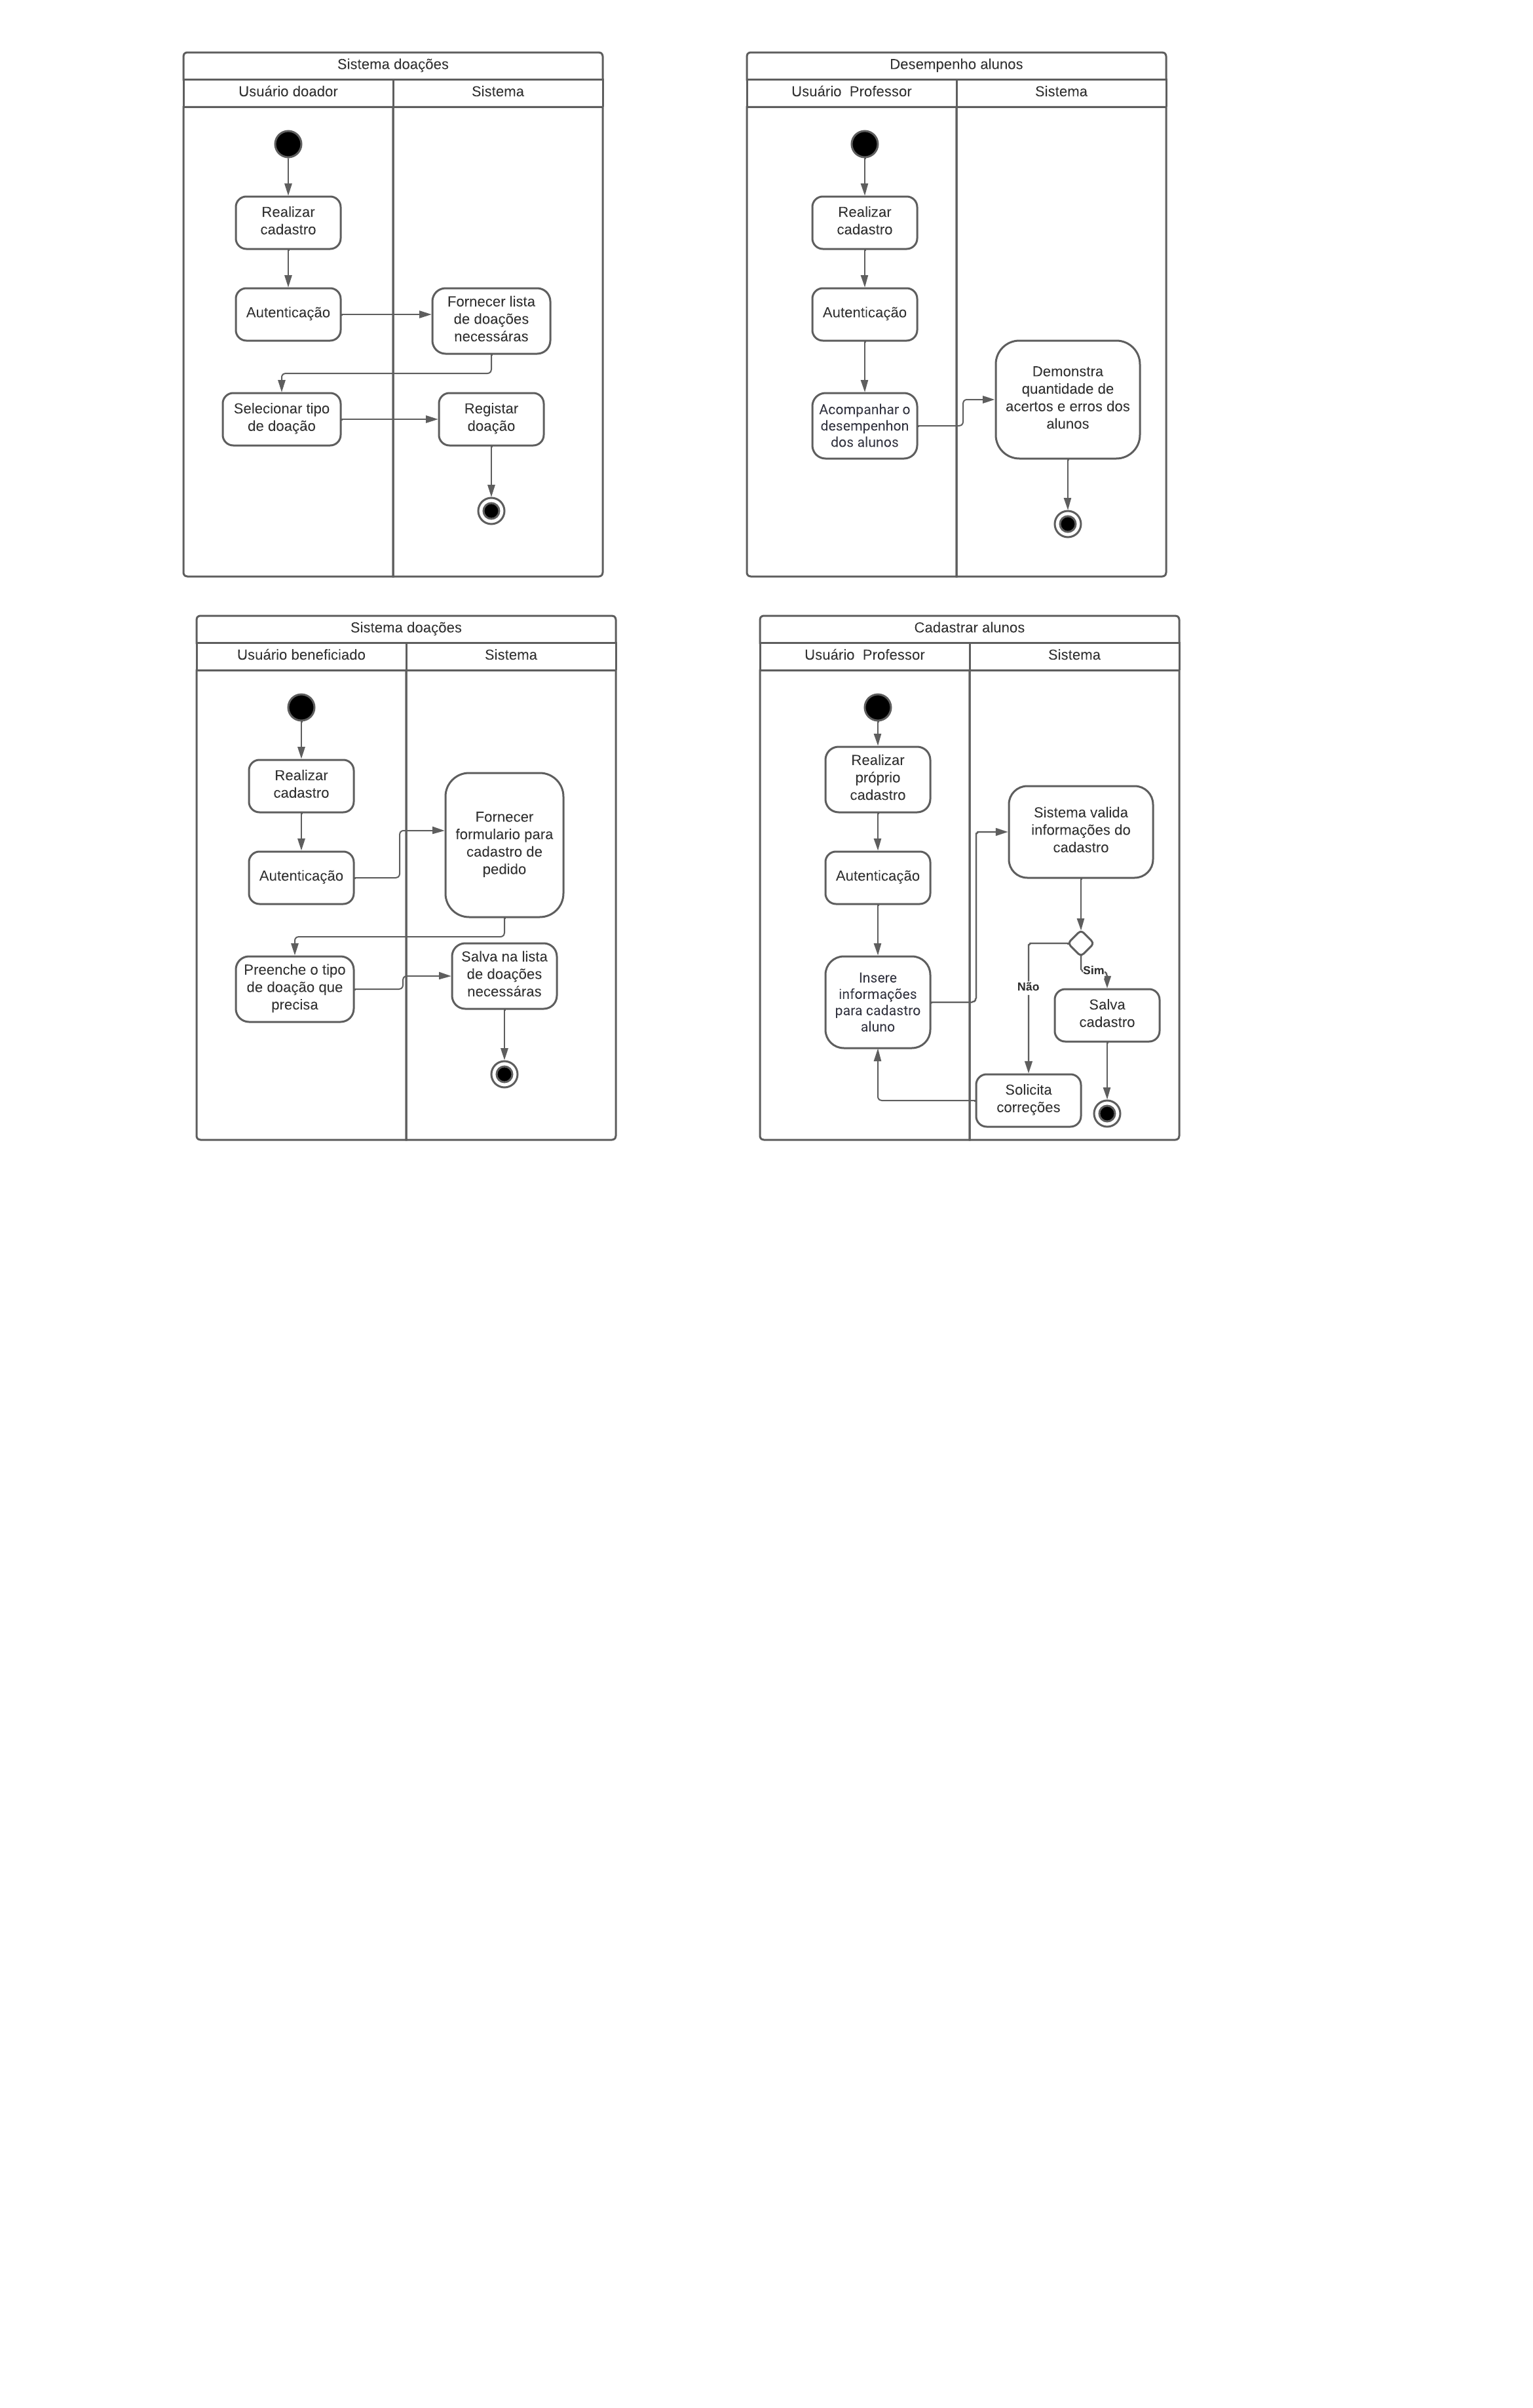 Sistema doações
Usuário doador
Sistema
Realizar
cadastro
Autenticação
Fornecer lista
de doações
necessáras
Selecionar tipo
de doação
Registar
doação
Desempenho alunos
Usuário  Professor
Sistema
Realizar
cadastro
Autenticação
Acompanhar o
desempenhon
dos alunos
Demonstra
quantidade de
acertos e erros dos
alunos
Sistema doações
Usuário beneficiado
Sistema
Realizar
cadastro
Autenticação
Fornecer
formulario para
cadastro de
pedido
Preenche o tipo
de doação que
precisa
Salva na lista
de doações
necessáras
Cadastrar alunos
Usuário  Professor
Sistema
Realizar
próprio
cadastro
Autenticação
Insere
informações
para cadastro
aluno
Sistema valida
informações do
cadastro
Sim
Não
Salva
cadastro
Solicita
correções